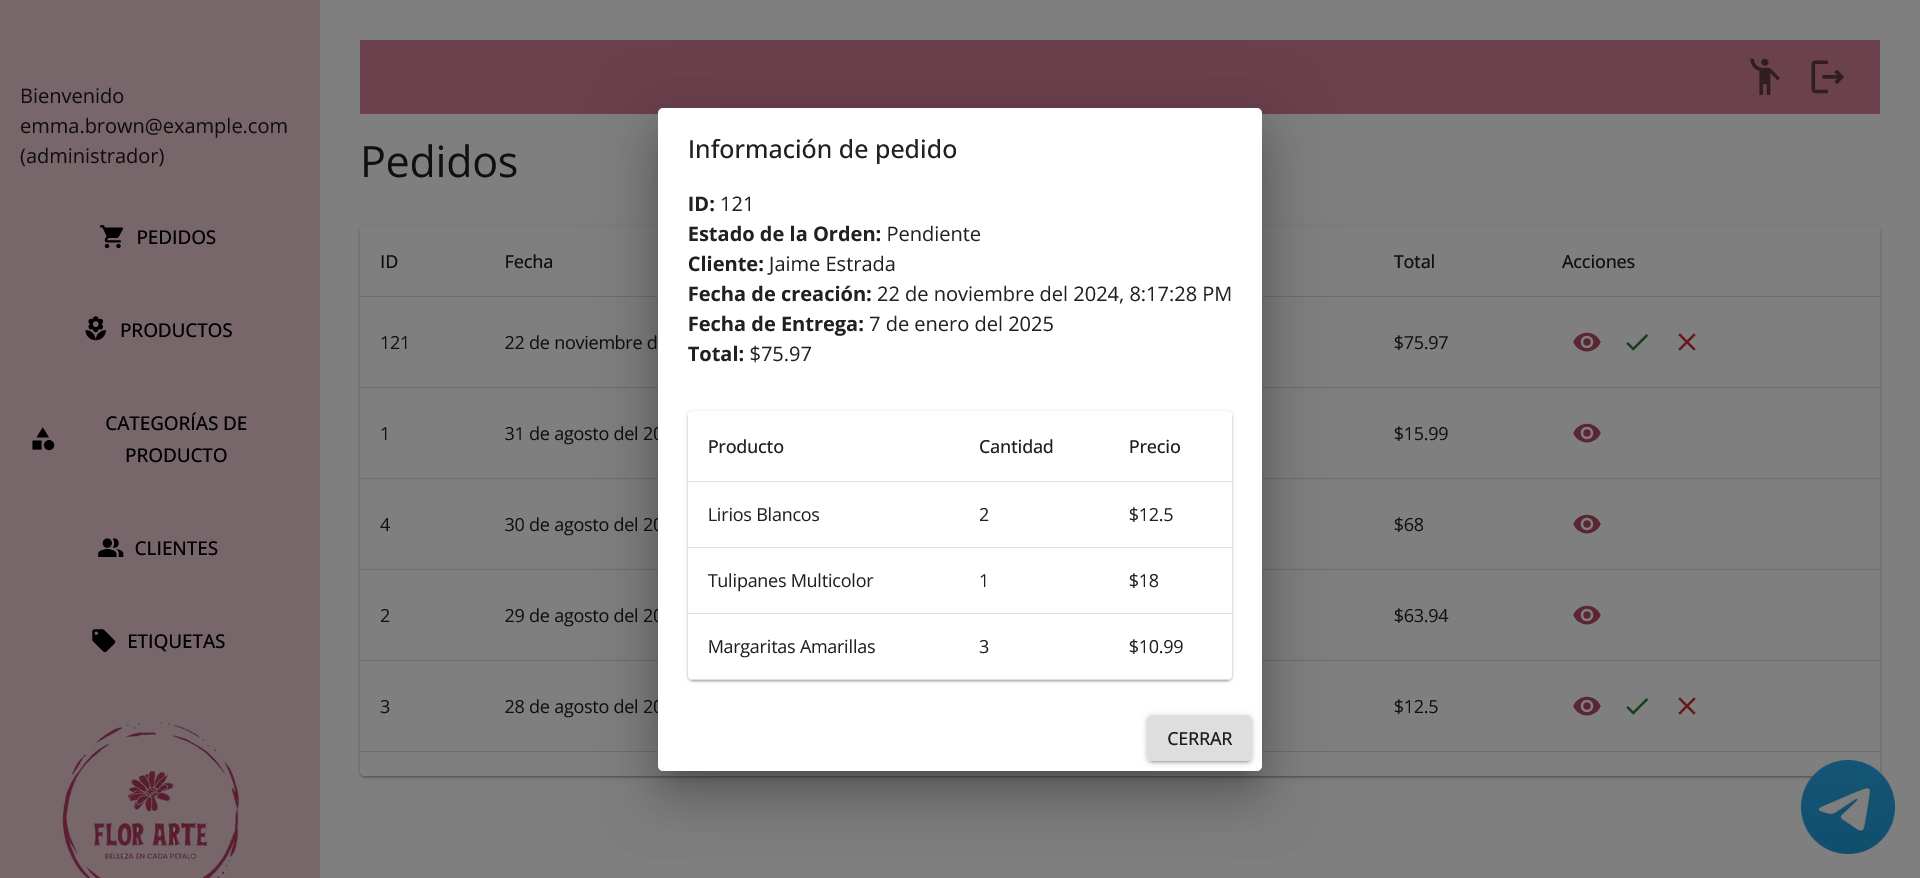 Bienvenido
emma.brown@example.com
(administrador)
PEDIDOS
PRODUCTOS
CATEGORÍAS DE
PRODUCTO
CLIENTES
ETIQUETAS
FLOR ARTE
BELLEZA EN CADA PETALO
Pedidos
ID Fecha Total Acciones
121 22 de noviembre d $75.97
1 31 de agosto del 20 $15.99
4 30 de agosto del 20 $68
2 29 de agosto del 20 $63.94
3 28 de agosto del 20 $12.5
Información de pedido
ID: 121
Estado de la Orden: Pendiente
Cliente: Jaime Estrada
Fecha de creación: 22 de noviembre del 2024, 8:17:28 PM
Fecha de Entrega: 7 de enero del 2025
Total: $75.97
Producto Cantidad Precio
Lirios Blancos 2 $12.5
Tulipanes Multicolor 1 $18
Margaritas Amarillas 3 $10.99
CERRAR